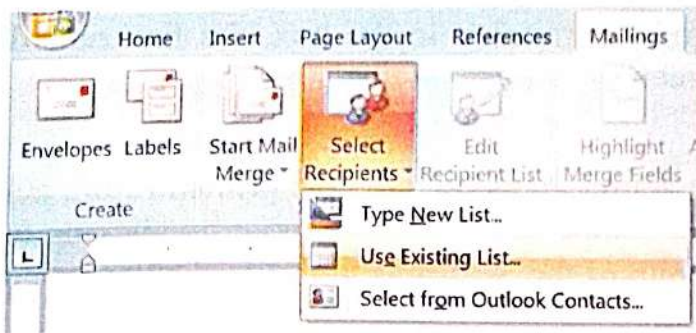 Home Insert Page Layout References Mailings
Envelopes Labels Start Mail Merge Select Recipients Edit Recipient List Highlight Merge Fields
Create
Type New List...
Use Existing List...
Select from Outlook Contacts...
L